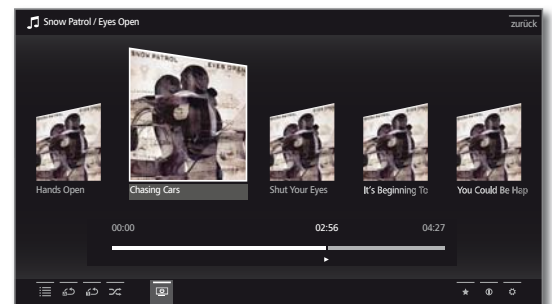 Snow Patrol / Eyes Open
zurück
SNOW PATROL EYES OPEN
Hands Open
Chasing Cars
Shut Your Eyes
It's Beginning To
You Could Be Hap
00:00
02:56
04:27